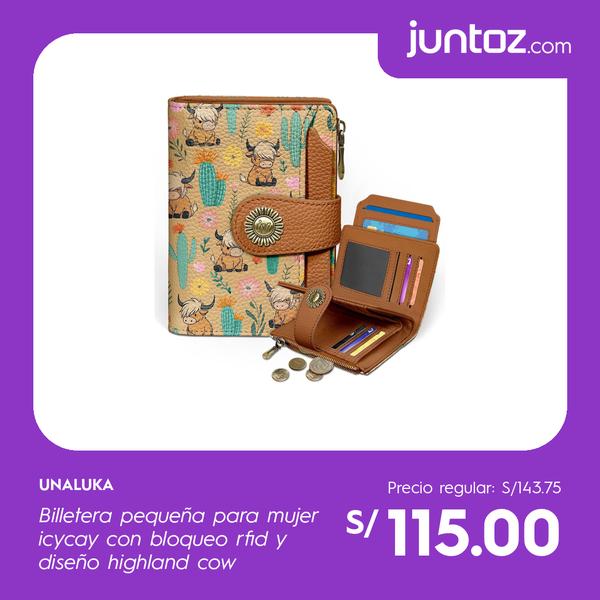 juntoz.com
UNALUKA
Billetera pequeña para mujer
icycay con bloqueo rfid y
diseño highland cow
Precio regular: S/143.75
S/115.00